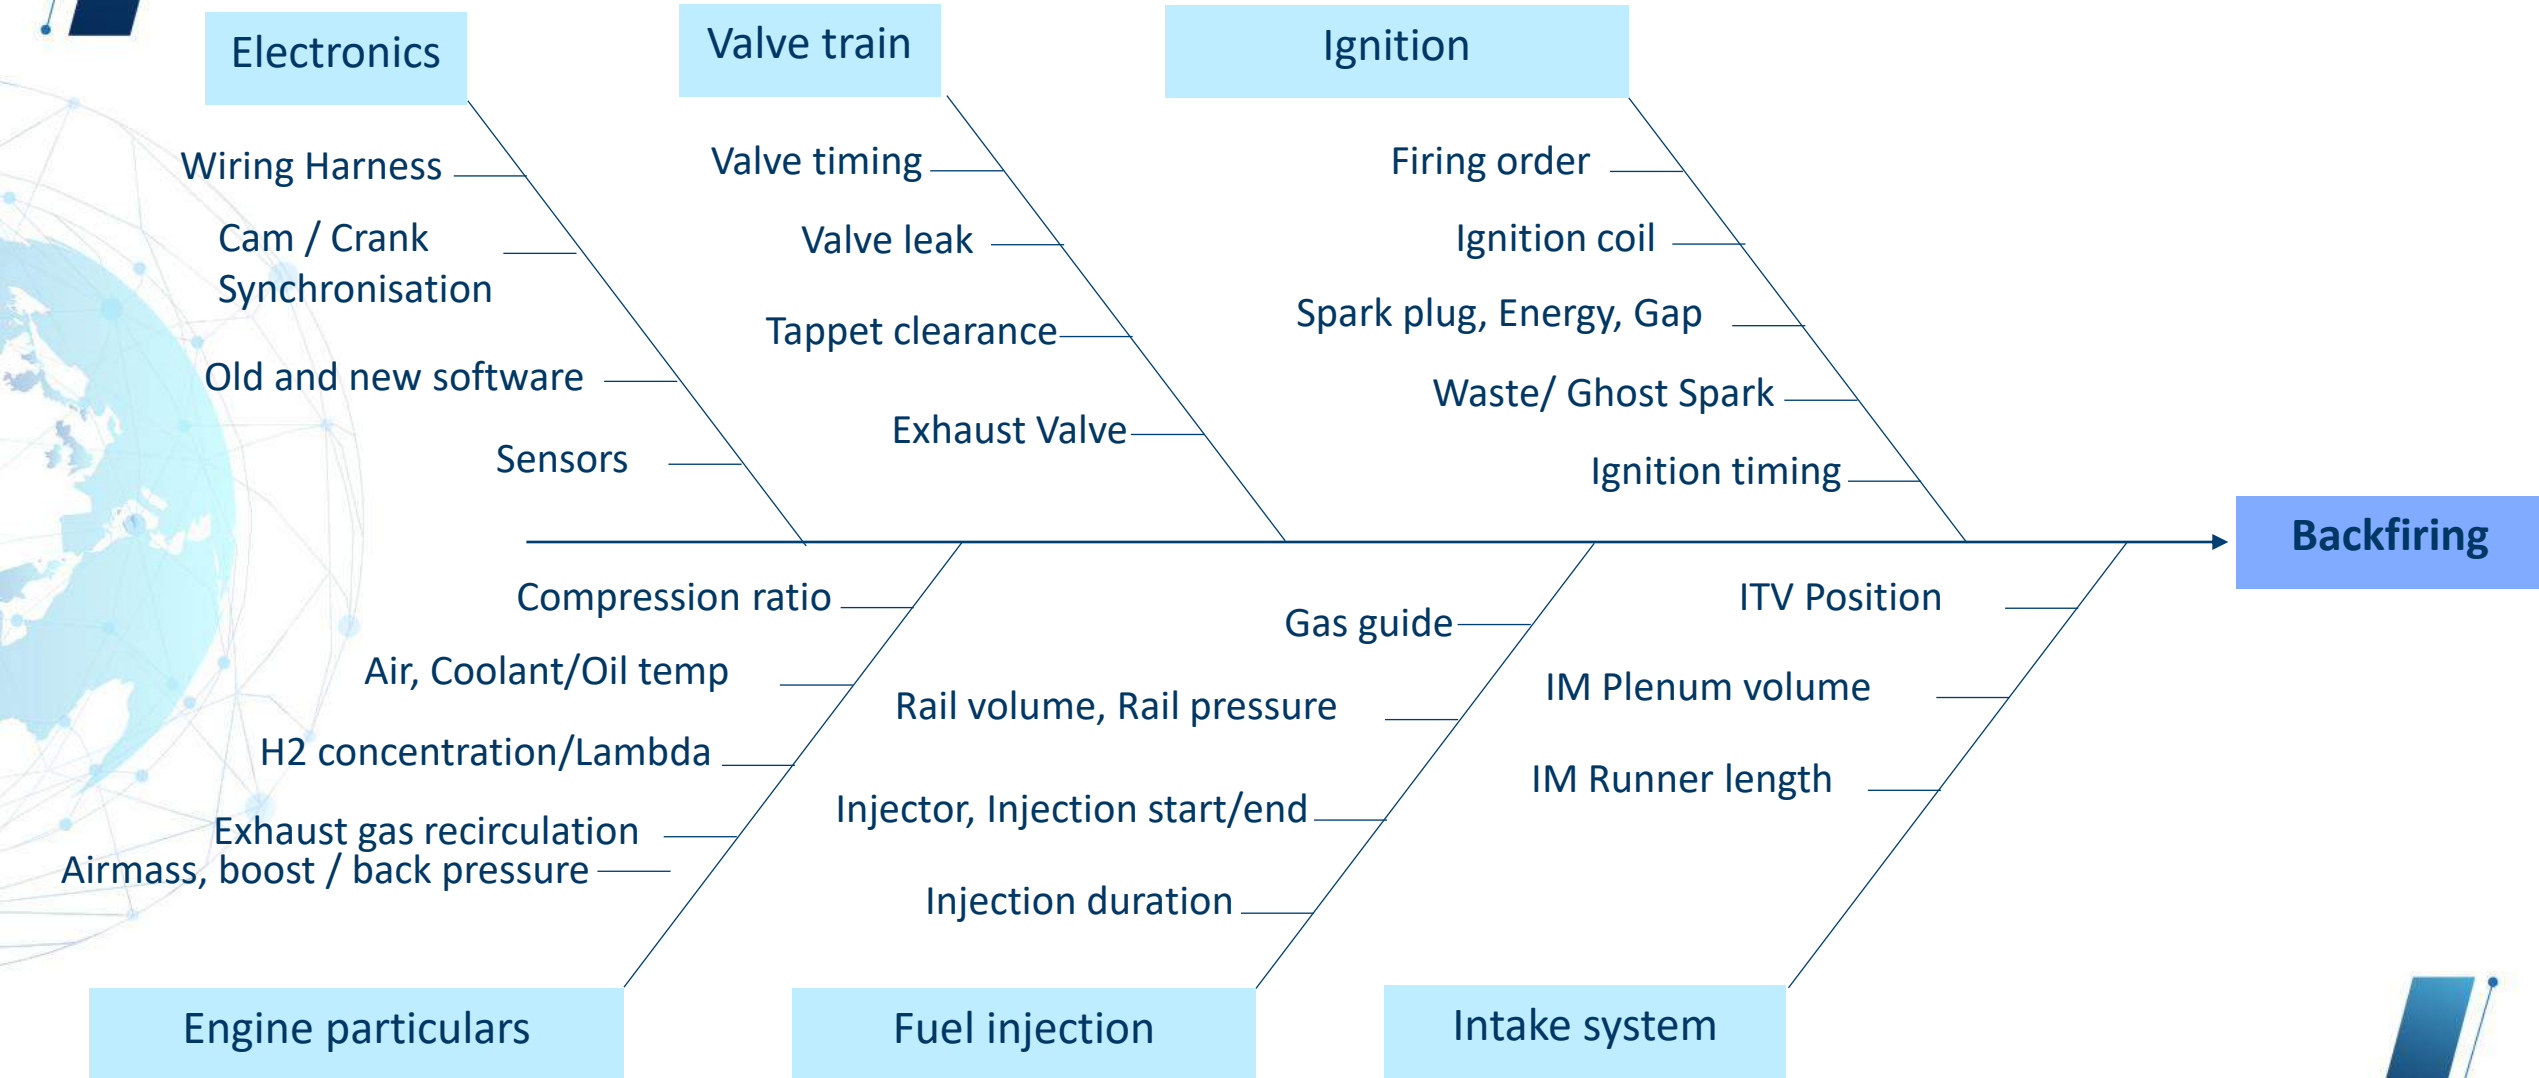 Electronics
Valve train
Ignition
Wiring Harness
Cam / Crank
Synchronisation
Old and new software
Sensors
Valve timing
Valve leak
Tappet clearance
Exhaust Valve
Firing order
Ignition coil
Spark plug, Energy, Gap
Waste/ Ghost Spark
Ignition timing
Backfiring
Compression ratio
Air, Coolant/Oil temp
H2 concentration/Lambda
Exhaust gas recirculation
Airmass, boost / back pressure
Gas guide
Rail volume, Rail pressure
Injector, Injection start/end
Injection duration
ITV Position
IM Plenum volume
IM Runner length
Engine particulars
Fuel injection
Intake system